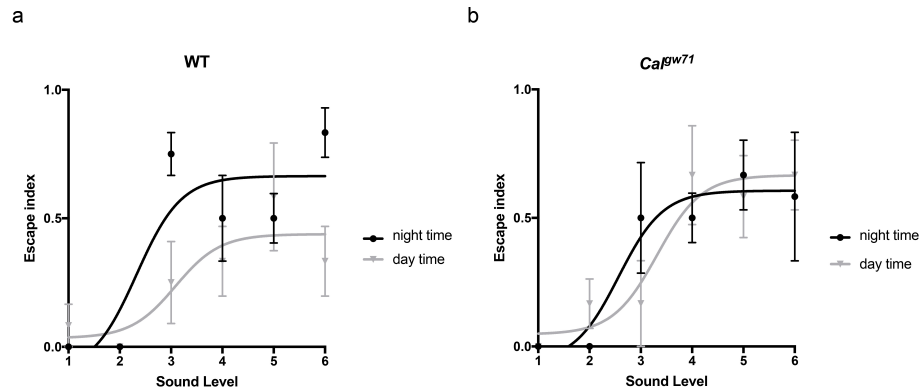 a
WT
1.0
0.5
0.0
Escape index
1 2 3 4 5 6
Sound Level
night time
day time
b
Calgw71
1.0
0.5
0.0
Escape index
1 2 3 4 5 6
Sound Level
night time
day time